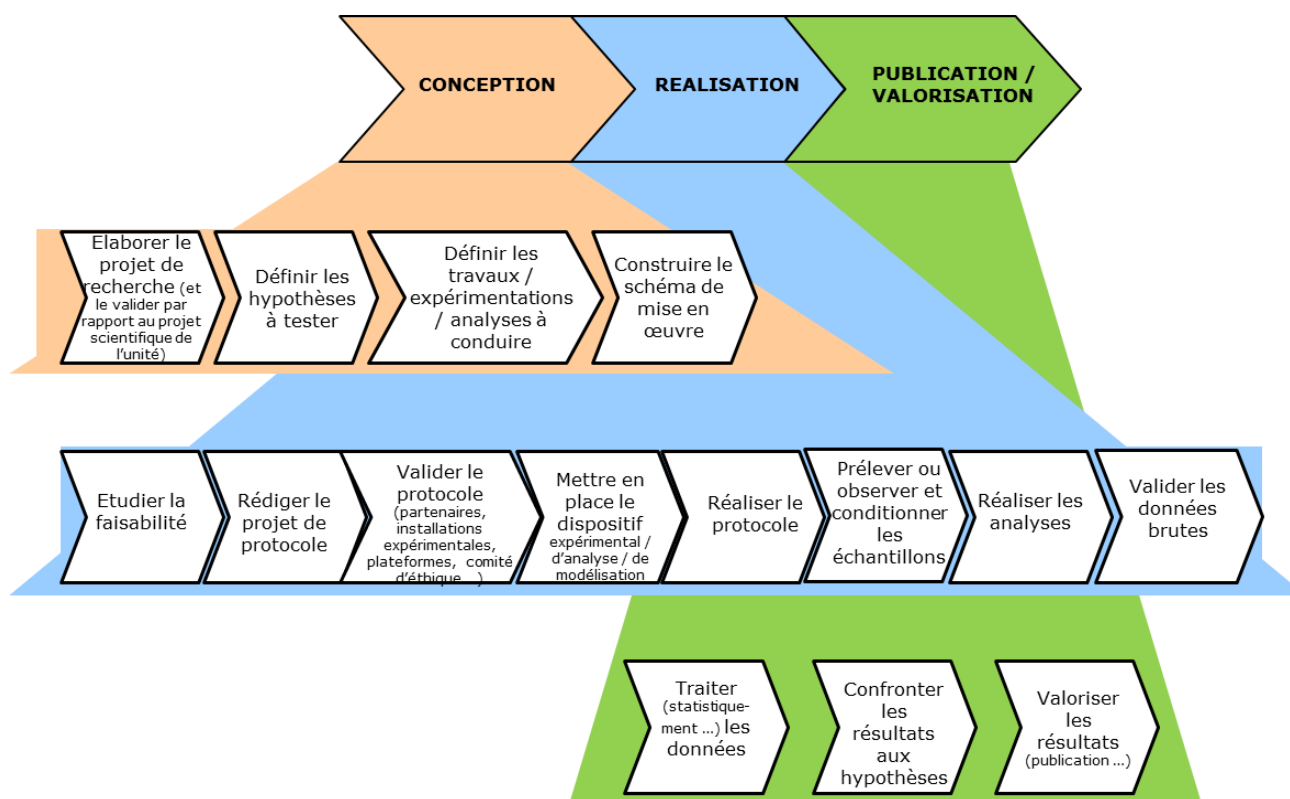 CONCEPTION
REALISATION
PUBLICATION /
VALORISATION
Elaborer le
projet de
recherche (et
le valider par
rapport au projet
scientifique de
l'unité)
Définir les
hypothèses
à tester
Définir les
travaux /
expérimentations
/ analyses à
conduire
Construire le
schéma de
mise en
œuvre
Etudier la
faisabilité
Rédiger le
projet de
protocole
Valider le
protocole
(partenaires,
installations
expérimentales,
plateformes, comité
d'éthique ... )
Mettre en
place le
dispositif
expérimental /
d'analyse / de
modélisation
Réaliser le
protocole
Prélever ou
observer et
conditionner
les
échantillons
Réaliser les
analyses
Valider les
données
brutes
Traiter
(statistique-
ment ...) les
données
Confronter
les
résultats
aux
hypothèses
Valoriser
les
résultats
(publication ...)